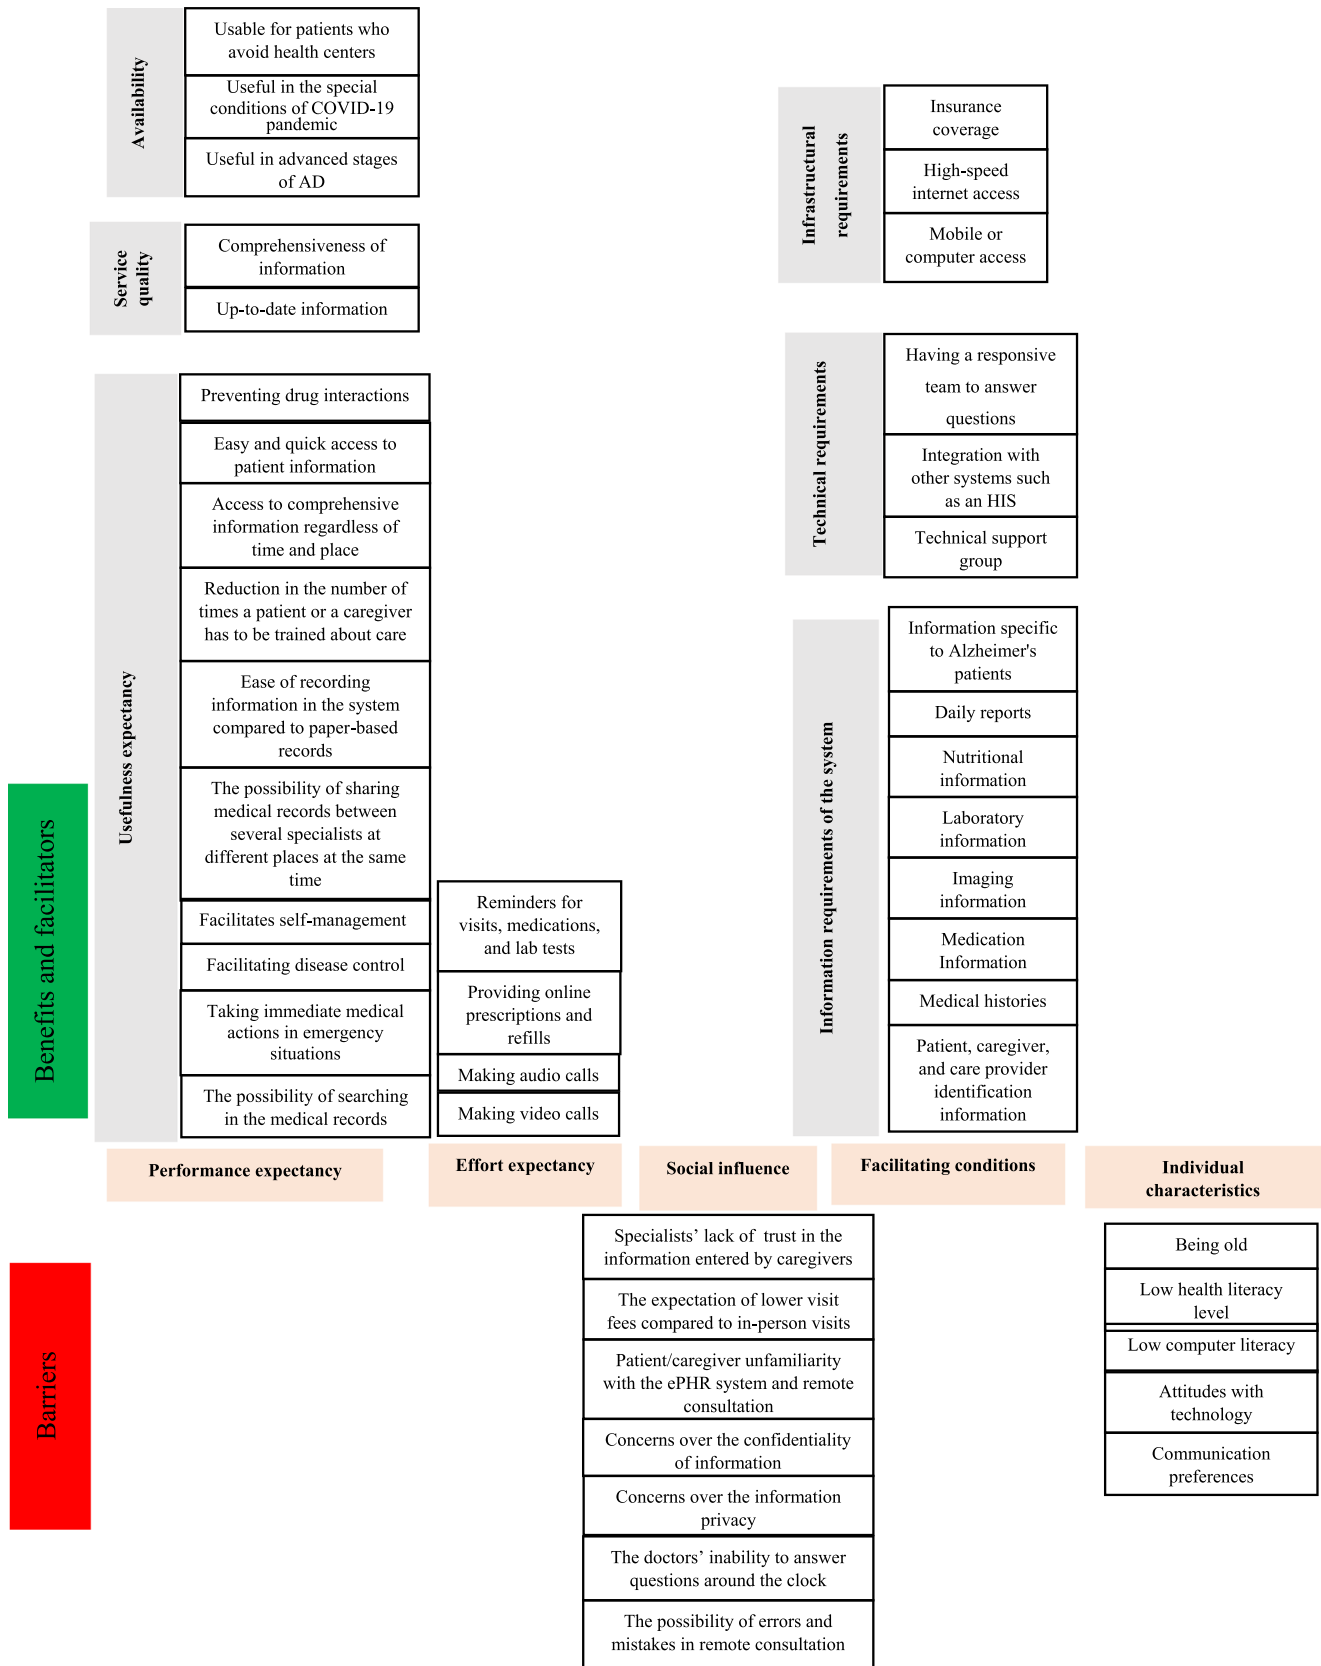 Availability
Usable for patients who
avoid health centers
Useful in the special
conditions of COVID-19
pandemic
Useful in advanced stages
of AD
Service
quality
Comprehensiveness of
information
Up-to-date information
Usefulness expectancy
Preventing drug interactions
Easy and quick access to
patient information
Access to comprehensive
information regardless of
time and place
Reduction in the number of
times a patient or a caregiver
has to be trained about care
Ease of recording
information in the system
compared to paper-based
records
The possibility of sharing
medical records between
several specialists at
different places at the same
time
Facilitates self-management
Facilitating disease control
Taking immediate medical
actions in emergency
situations
The possibility of searching
in the medical records
Reminders for
visits, medications,
and lab tests
Providing online
prescriptions and
refills
Making audio calls
Making video calls
Infrastructural
requirements
Insurance
coverage
High-speed
internet access
Mobile or
computer access
Technical requirements
Having a responsive
team to answer
questions
Integration with
other systems such
as an HIS
Technical support
group
Information requirements of the system
Information specific
to Alzheimer's
patients
Daily reports
Nutritional
information
Laboratory
information
Imaging
information
Medication
Information
Medical histories
Patient, caregiver,
and care provider
identification
information
Benefits and facilitators
Performance expectancy
Effort expectancy
Social influence
Facilitating conditions
Individual
characteristics
Barriers
Specialists’ lack of trust in the
information entered by caregivers
The expectation of lower visit
fees compared to in-person visits
Patient/caregiver unfamiliarity
with the ePHR system and remote
consultation
Concerns over the confidentiality
of information
Concerns over the information
privacy
The doctors’ inability to answer
questions around the clock
The possibility of errors and
mistakes in remote consultation
Being old
Low health literacy
level
Low computer literacy
Attitudes with
technology
Communication
preferences